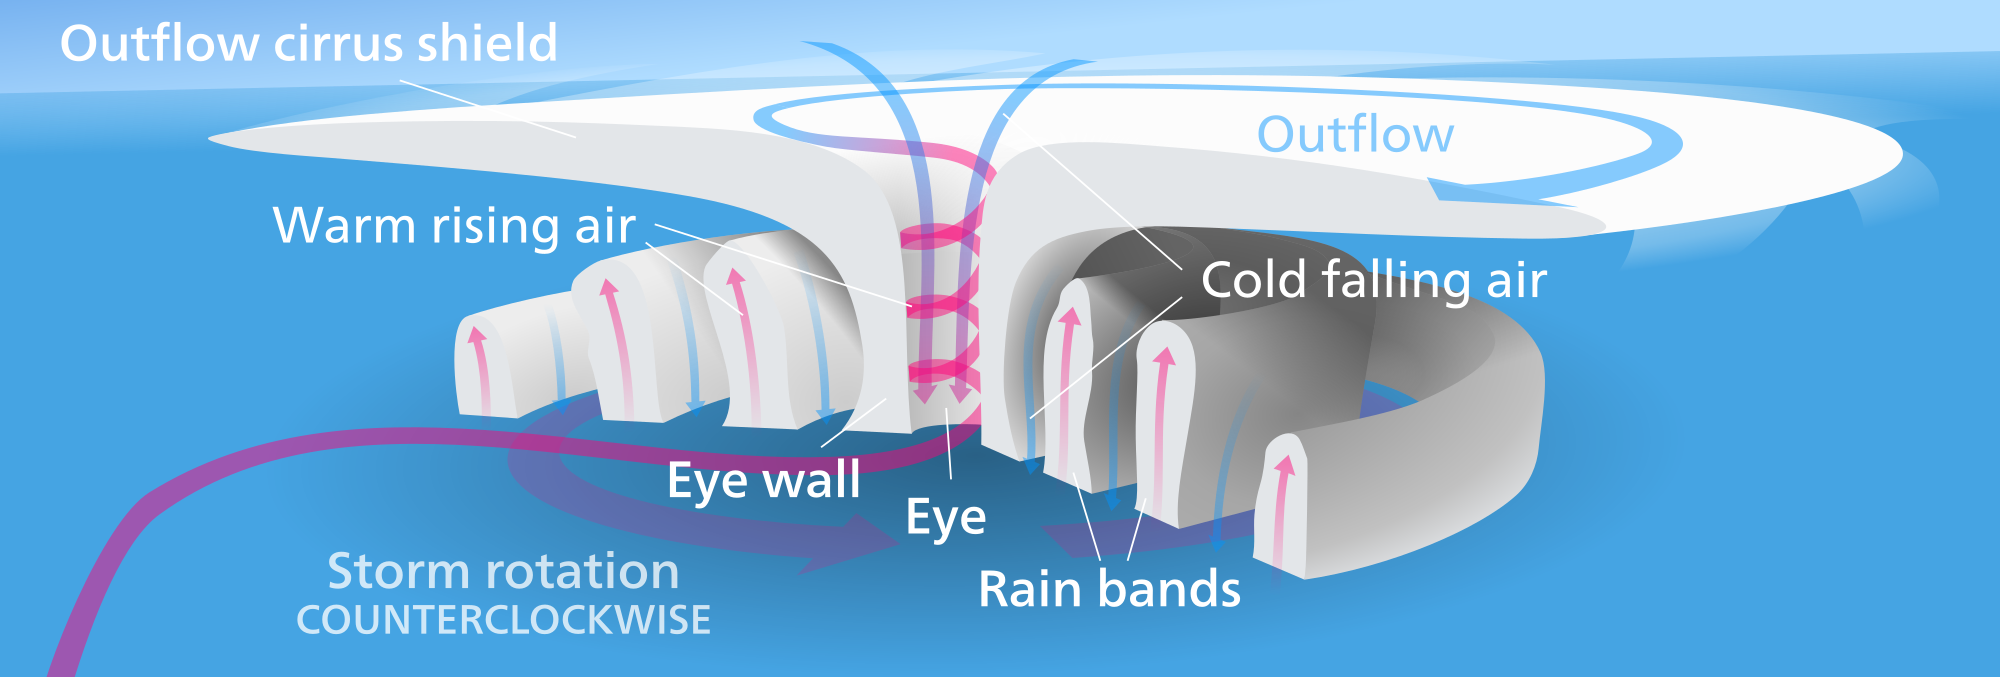 Outflow cirrus shield
Outflow
Warm rising air
Cold falling air
Eye wall
Eye
Storm rotation
COUNTERCLOCKWISE
Rain bands